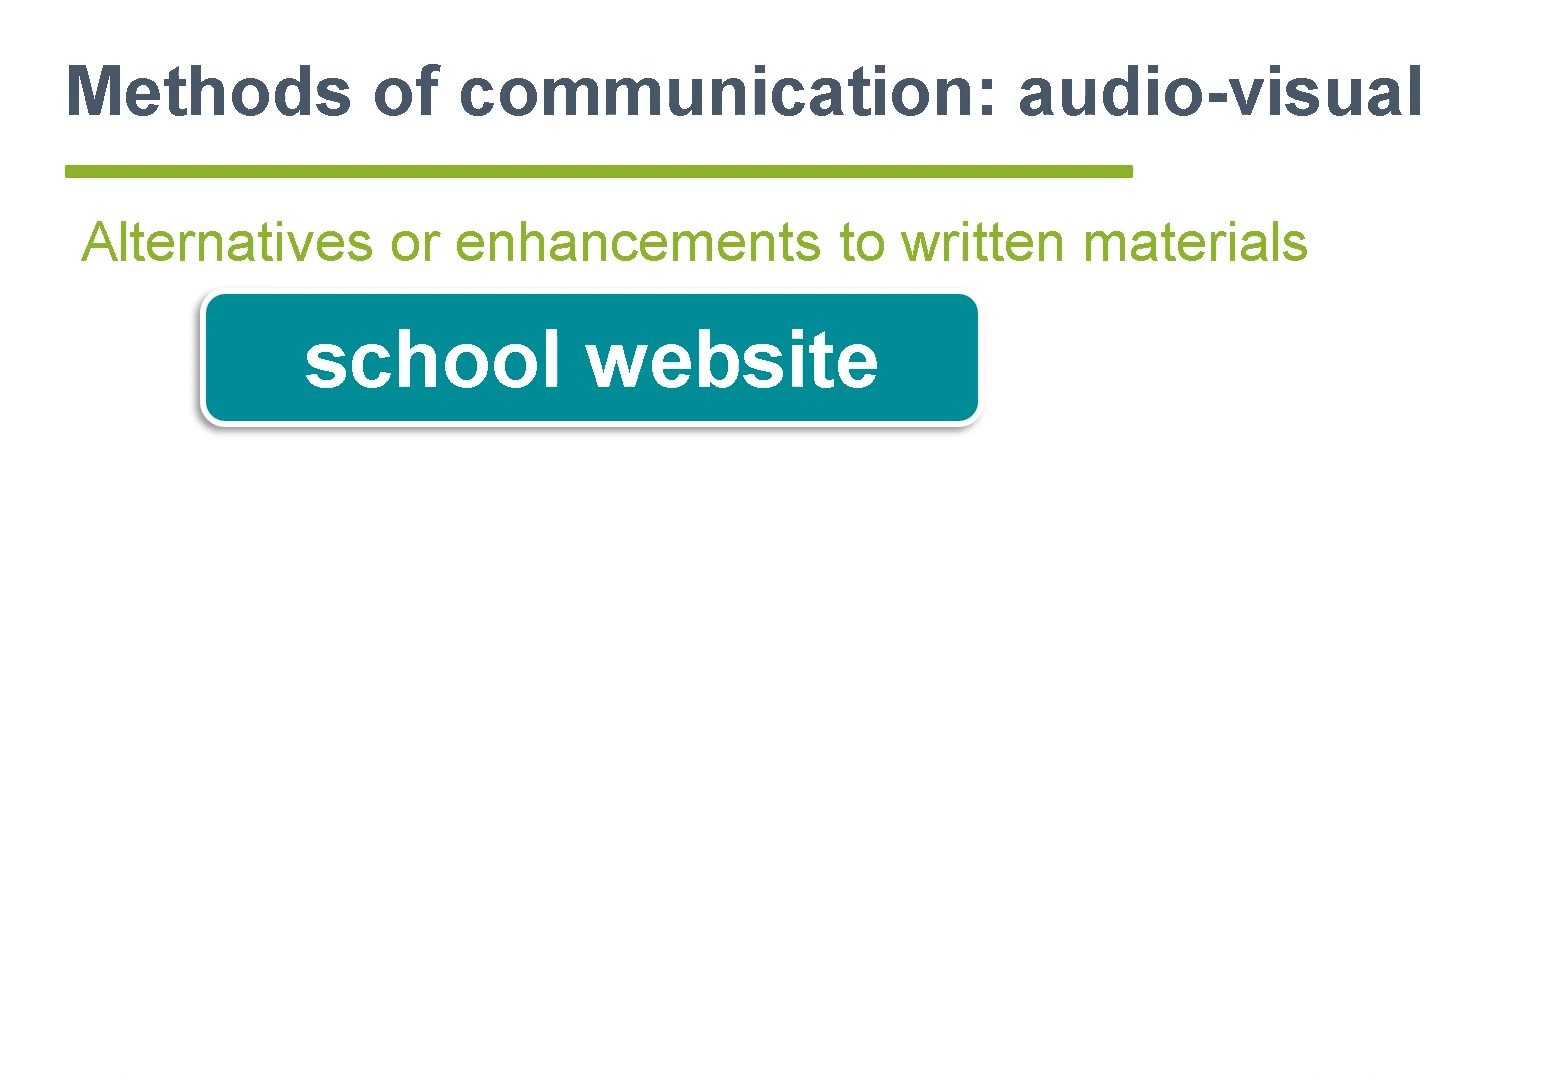 Methods of communication: audio-visual
Alternatives or enhancements to written materials
school website